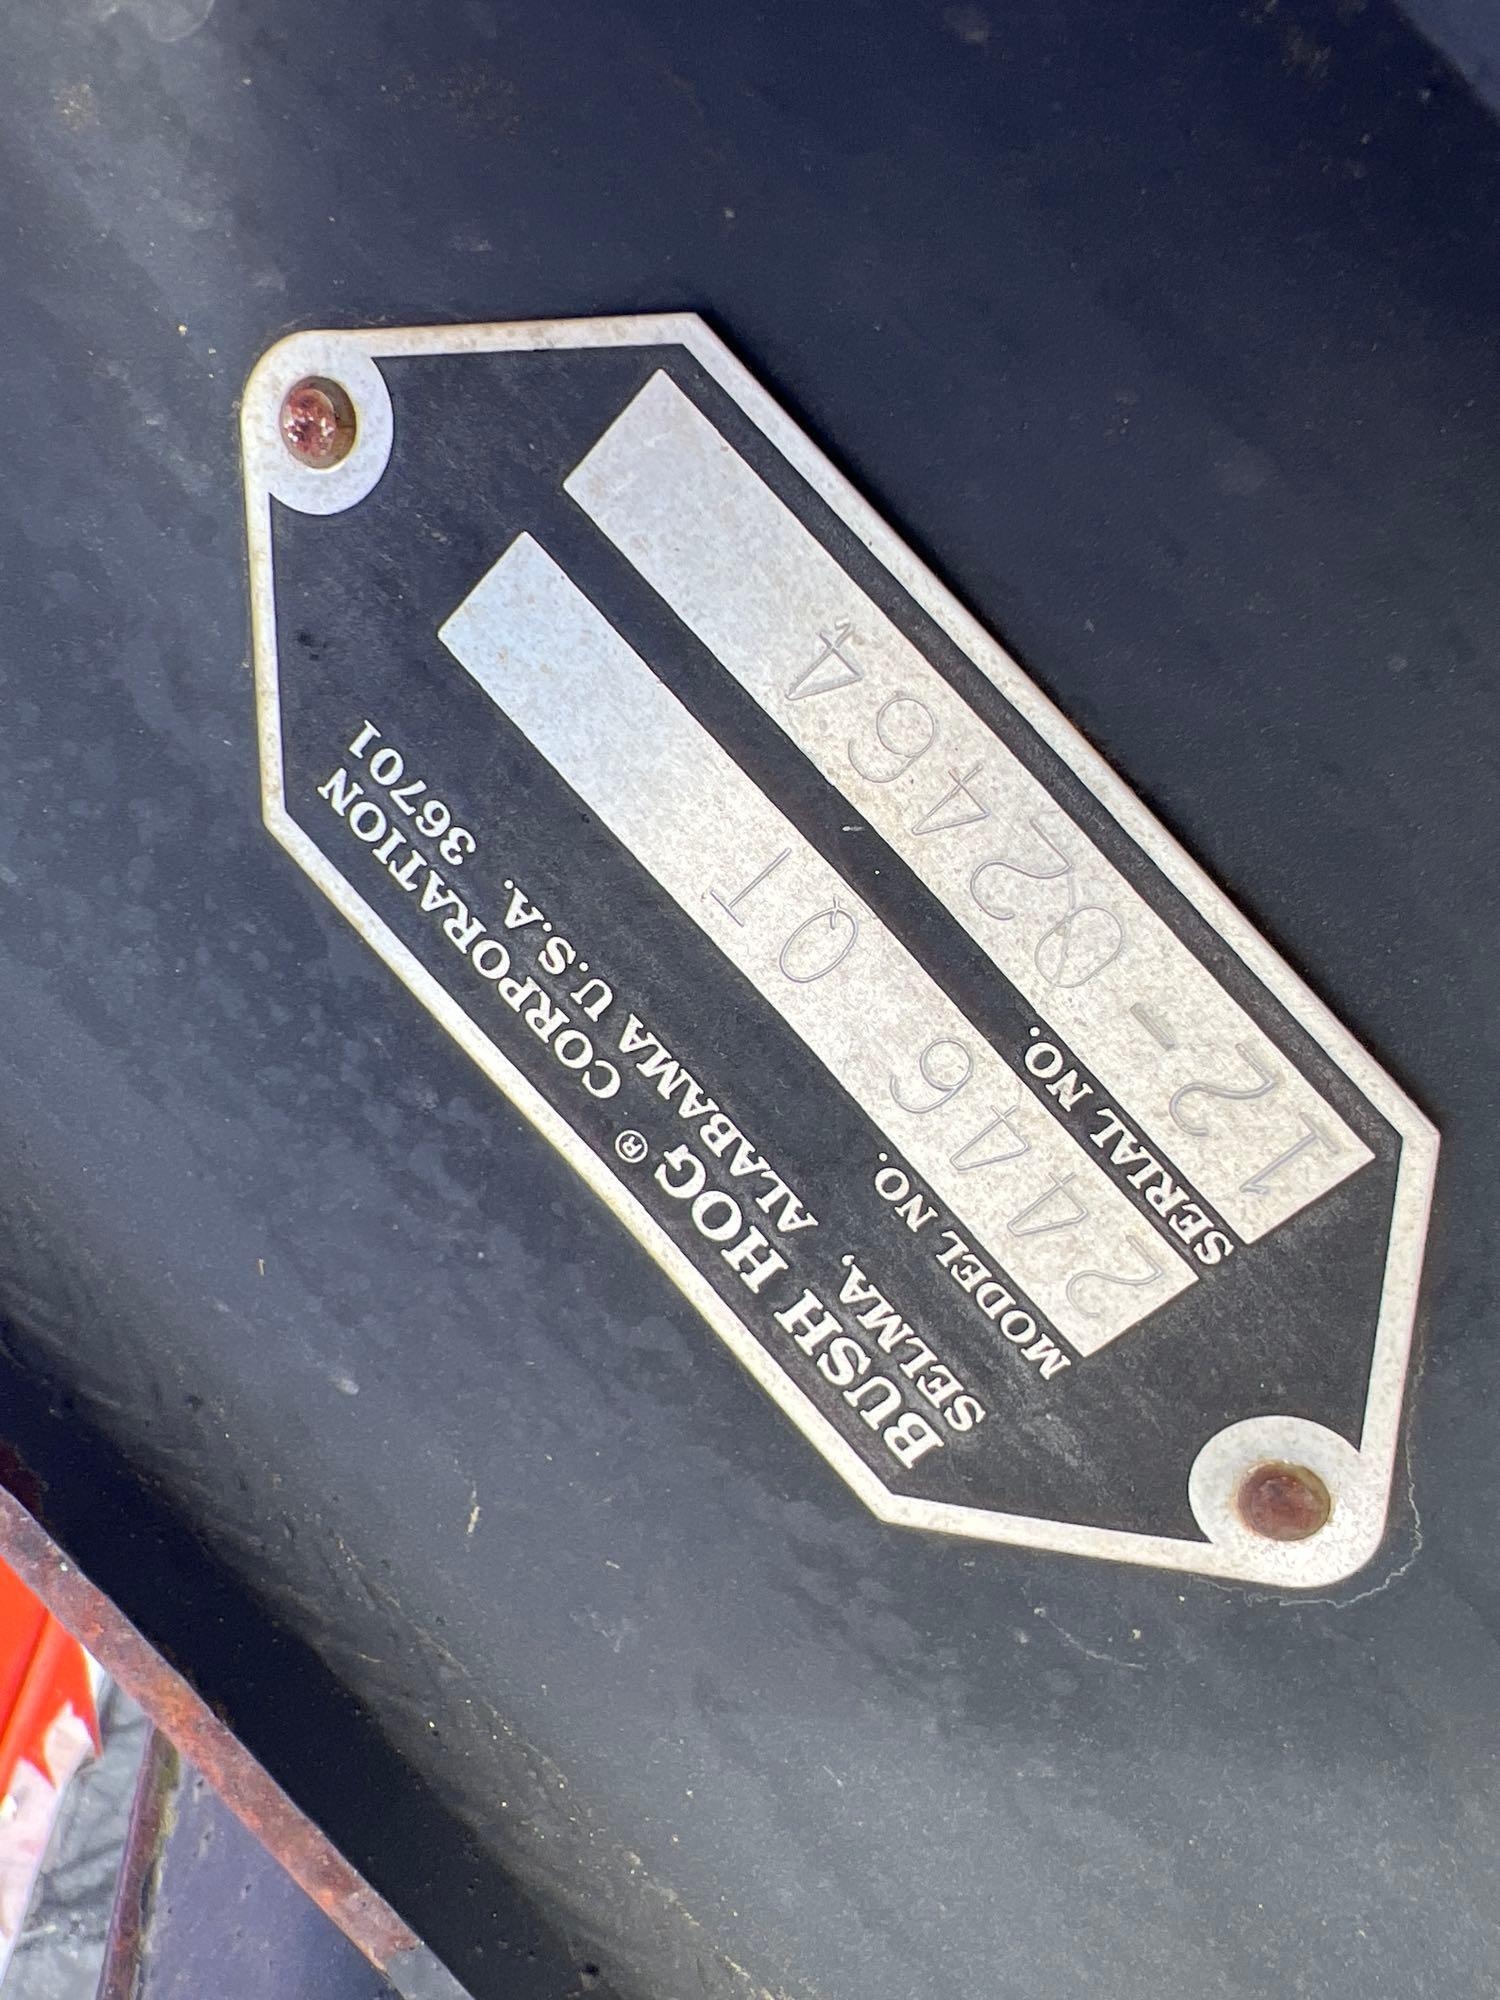 BUSH HOG® CORPORATION
SELMA, ALABAMA U.S.A. 36701
MODEL NO.
2446 QT
SERIAL NO.
12-02464